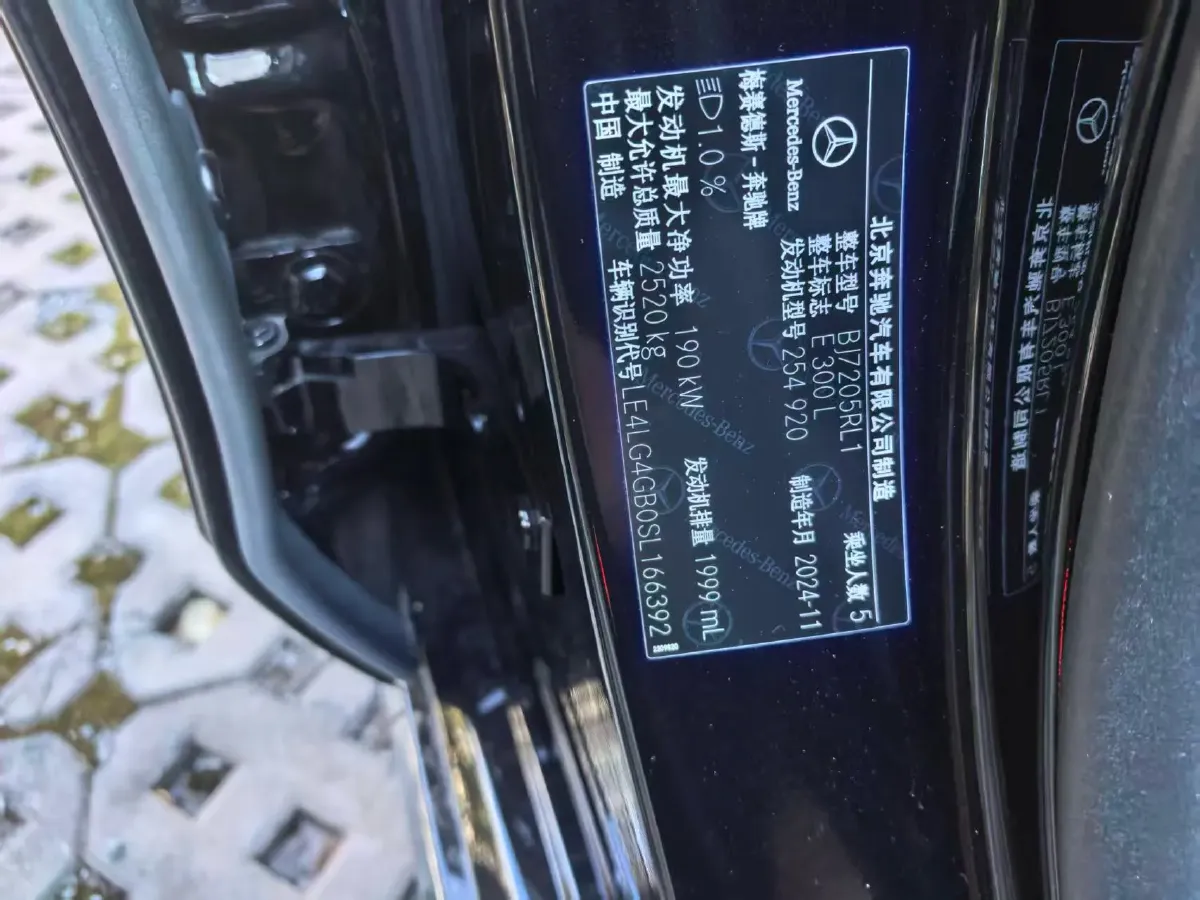 北京奔驰汽车有限公司制造
Mercedes-Benz
梅赛德斯-奔驰牌
整车型号 BJ7205RL1
乘坐人数 5
整车标志 E 300 L
发动机型号 254 920
制造年月 2024-11
1.0 %
发动机最大净功率 190 kW
发动机排量 1999 mL
最大允许总质量 2520 kg
中国 制造
车辆识别代号 LE4LG4GB0SL166392